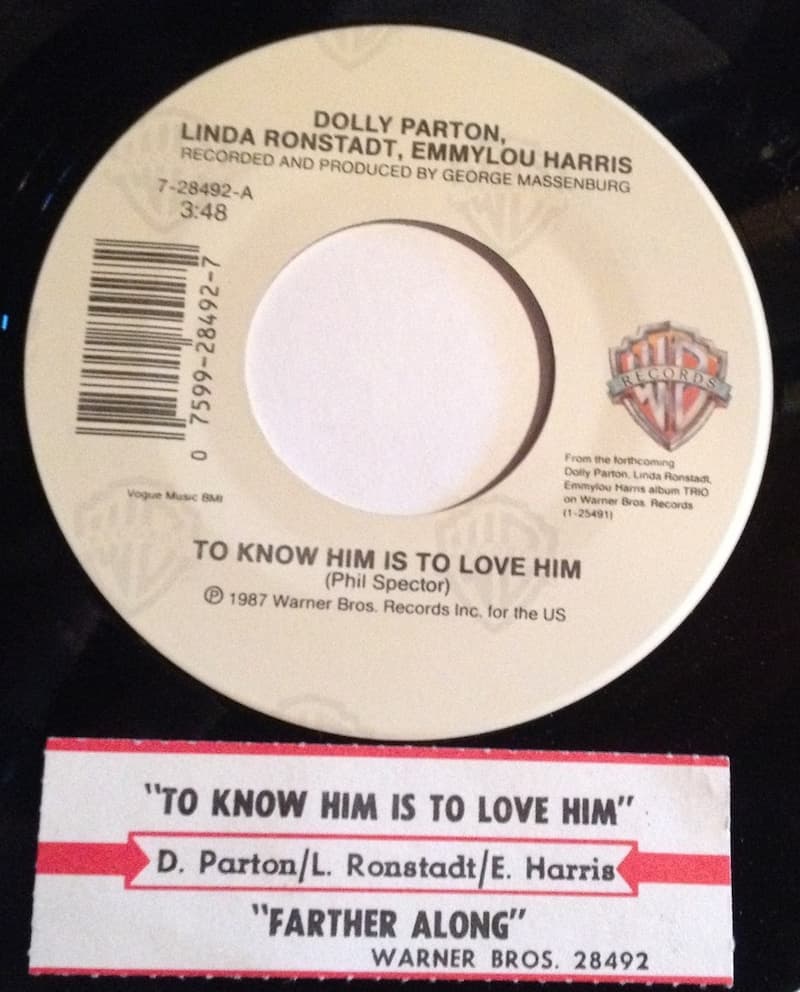 DOLLY PARTON,
LINDA RONSTADT, EMMYLOU HARRIS
RECORDED AND PRODUCED BY GEORGE MASSENBURG
7-28492-A
3:48
0 7599-28492-7
RECORDS
From the forthcoming
Dolly Parton, Linda Ronstadt,
Emmylou Harris album TRIO
on Warner Bros. Records
(1-25491)
Vogue Music BMI
TO KNOW HIM IS TO LOVE HIM
(Phil Spector)
℗ 1987 Warner Bros. Records Inc. for the US
"TO KNOW HIM IS TO LOVE HIM"
D. Parton/L. Ronstadt/E. Harris
"FARTHER ALONG"
WARNER BROS. 28492